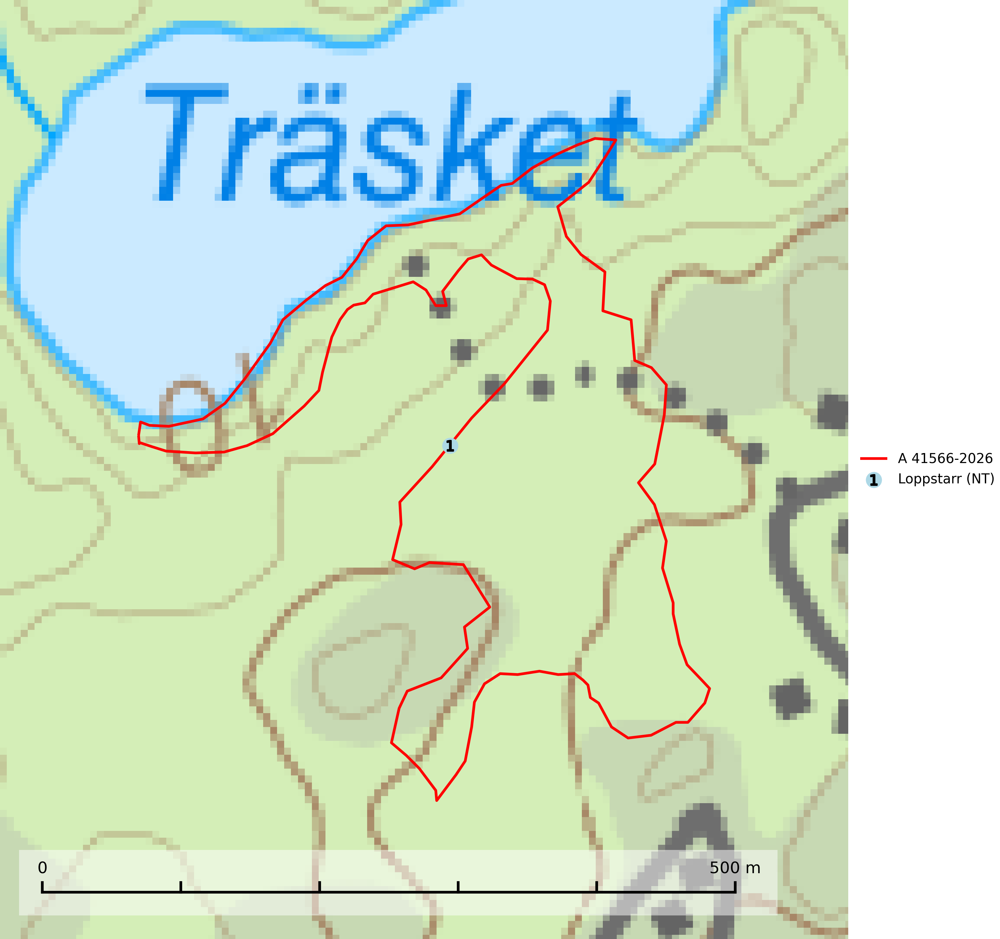 Träsket
1
A 41566-2026
1 Loppstarr (NT)
0 500 m